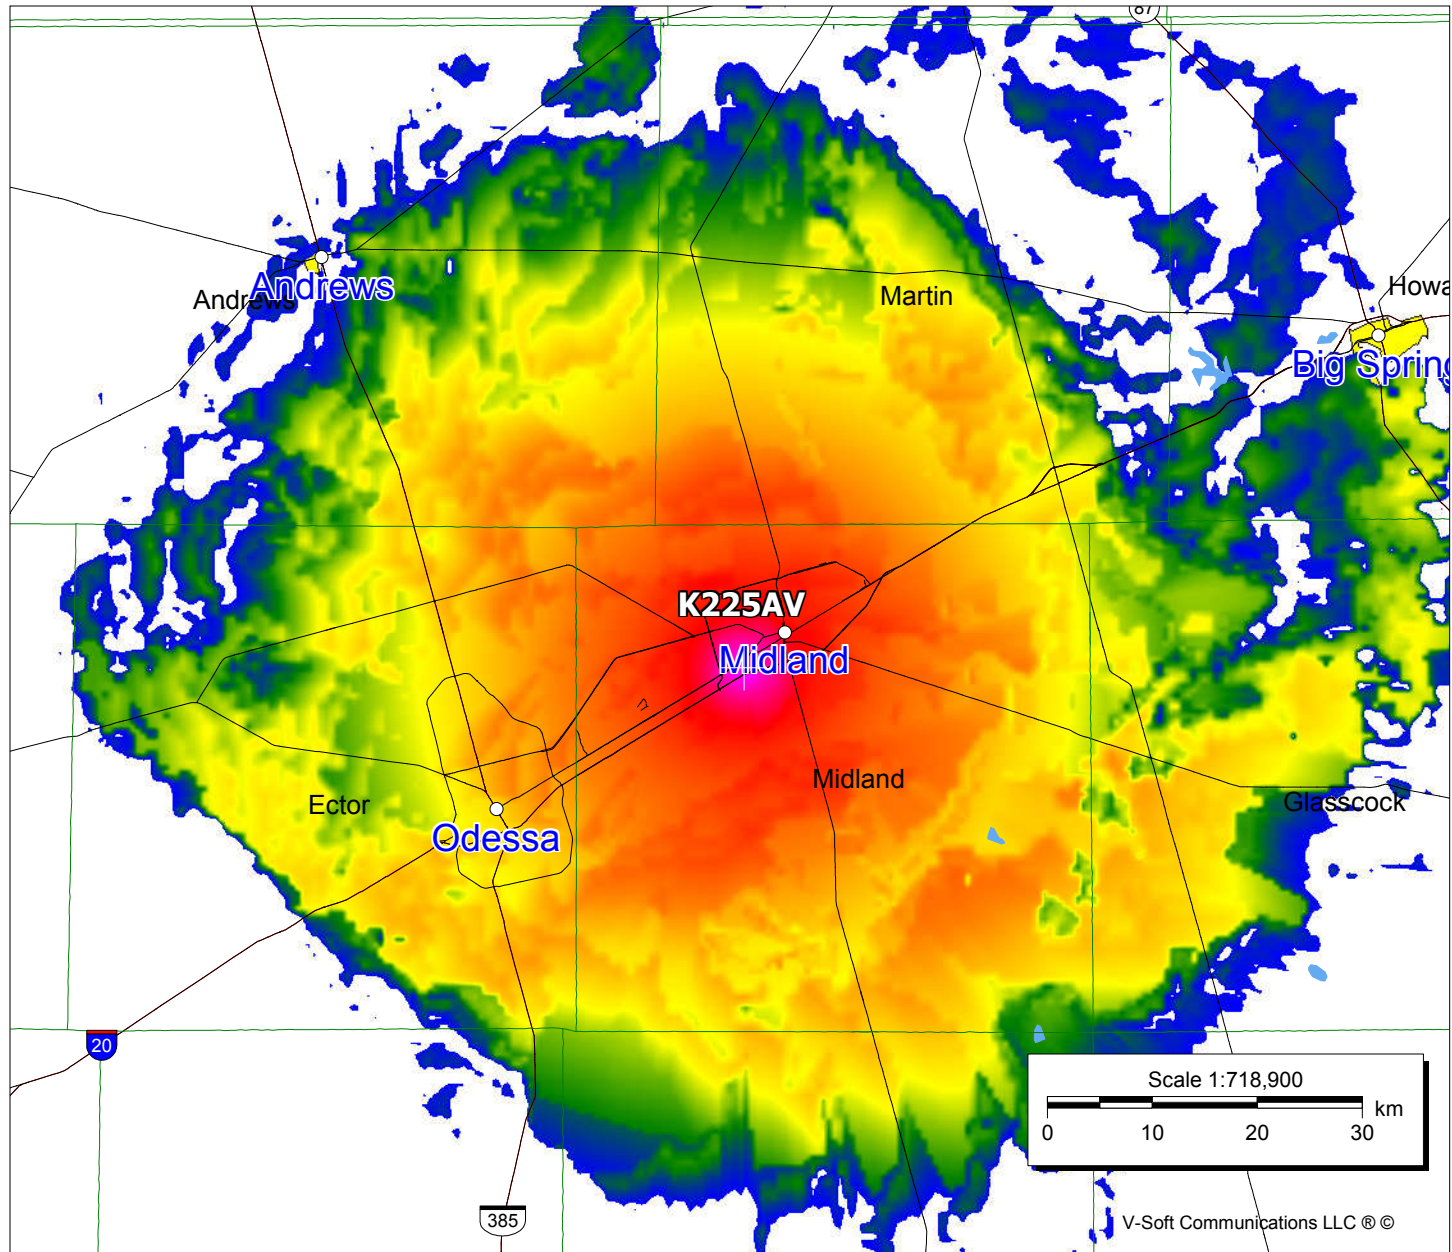 87
Andrews
Andrews
Martin
Howa
Big Spring
K225AV
Midland
Midland
Ector
Glasscock
Odessa
20
Scale 1:718,900
km
0 10 20 30
385
V-Soft Communications LLC ® ©